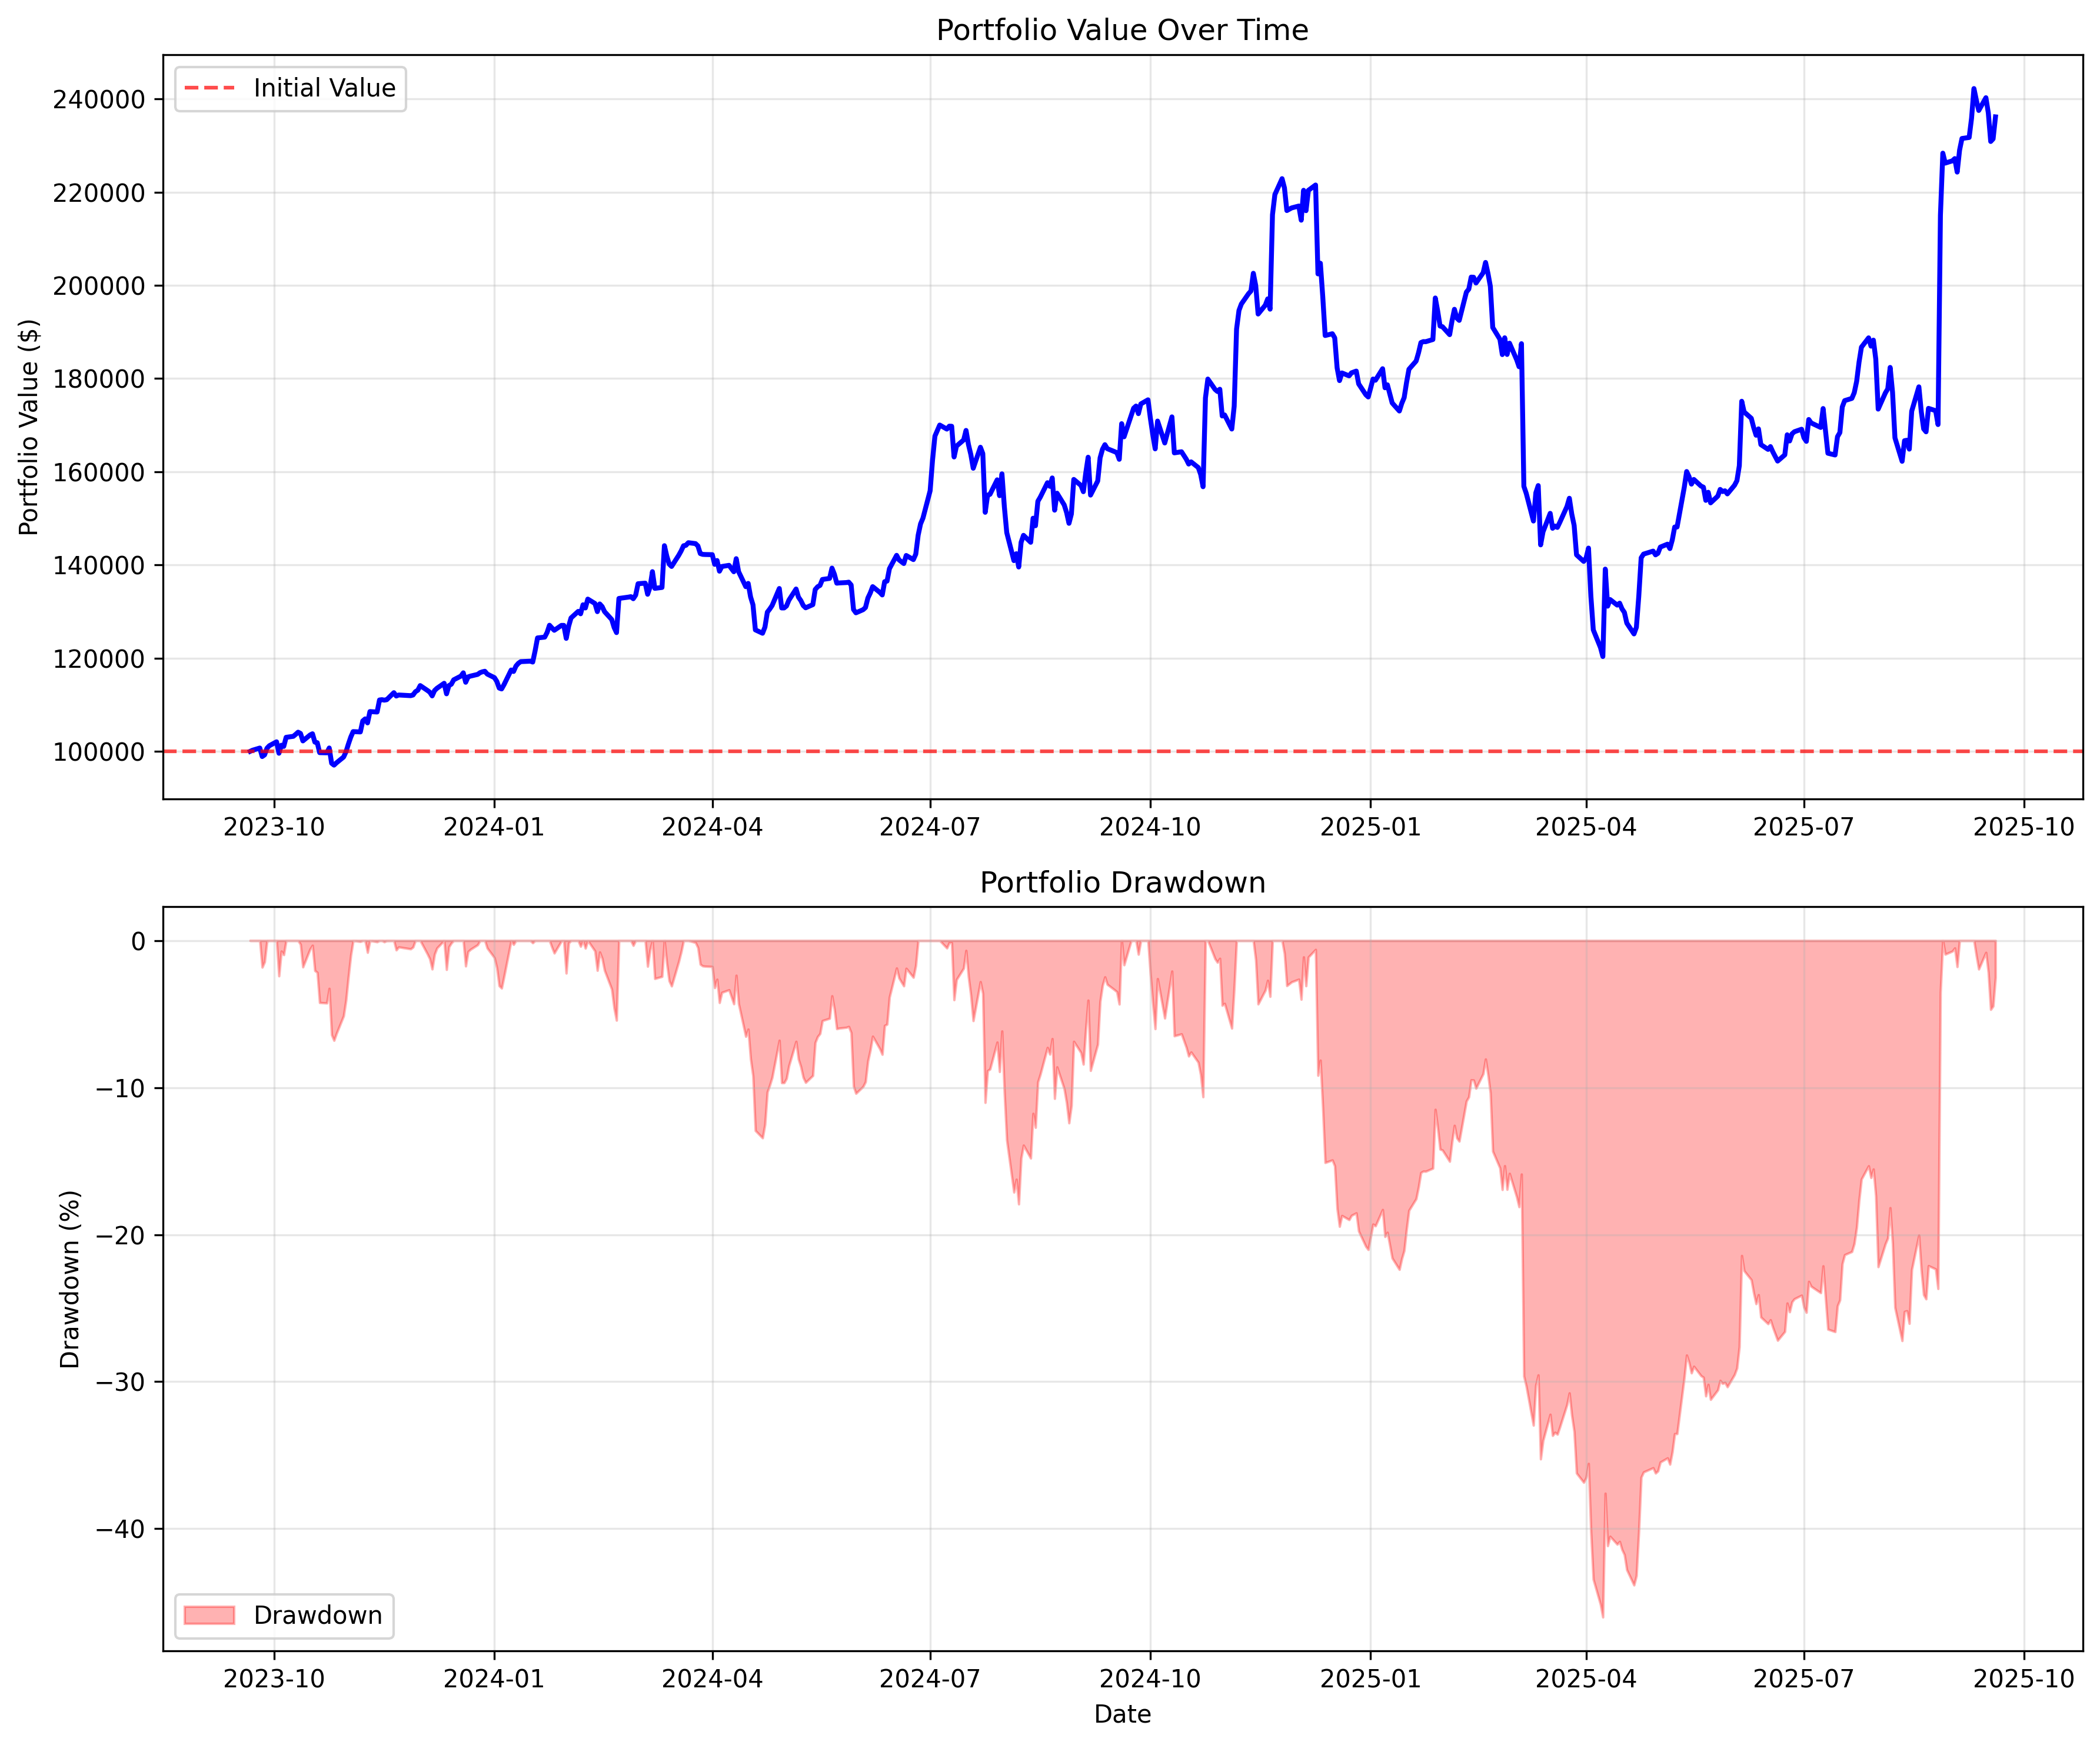 Portfolio Value Over Time
Initial Value
Portfolio Value ($)
240000
220000
200000
180000
160000
140000
120000
100000
2023-10 2024-01 2024-04 2024-07 2024-10 2025-01 2025-04 2025-07 2025-10
Portfolio Drawdown
Drawdown (%)
0
−10
−20
−30
−40
Drawdown
2023-10 2024-01 2024-04 2024-07 2024-10 2025-01 2025-04 2025-07 2025-10
Date